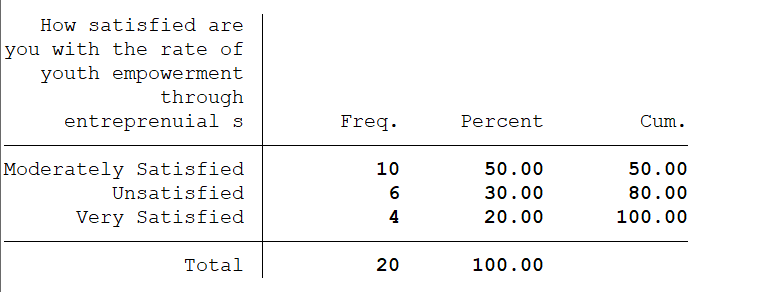 How satisfied are
you with the rate of
youth empowerment
through
entreprenuial s Freq. Percent Cum.
Moderately Satisfied 10 50.00 50.00
Unsatisfied 6 30.00 80.00
Very Satisfied 4 20.00 100.00
Total 20 100.00